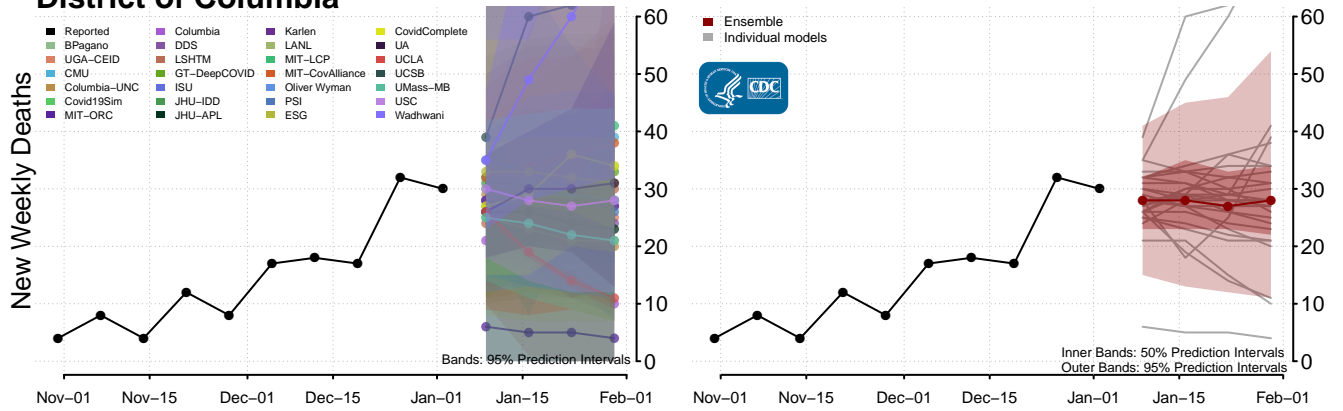 District of Columbia
New Weekly Deaths
Reported
BPagano
UGA−CEID
CMU
Columbia−UNC
Covid19Sim
MIT−ORC
Columbia
DDS
LSHTM
GT−DeepCOVID
ISU
JHU−IDD
JHU−APL
Karlen
LANL
MIT−LCP
MIT−CovAlliance
Oliver Wyman
PSI
ESG
CovidComplete
UA
UCLA
UCSB
UMass−MB
USC
Wadhwani
60
50
40
30
20
10
0
Bands: 95% Prediction Intervals
Nov−01
Nov−15
Dec−01
Dec−15
Jan−01
Jan−15
Feb−01
Ensemble
Individual models
CDC
60
50
40
30
20
10
0
Inner Bands: 50% Prediction Intervals
Outer Bands: 95% Prediction Intervals
Nov−01
Nov−15
Dec−01
Dec−15
Jan−01
Jan−15
Feb−01